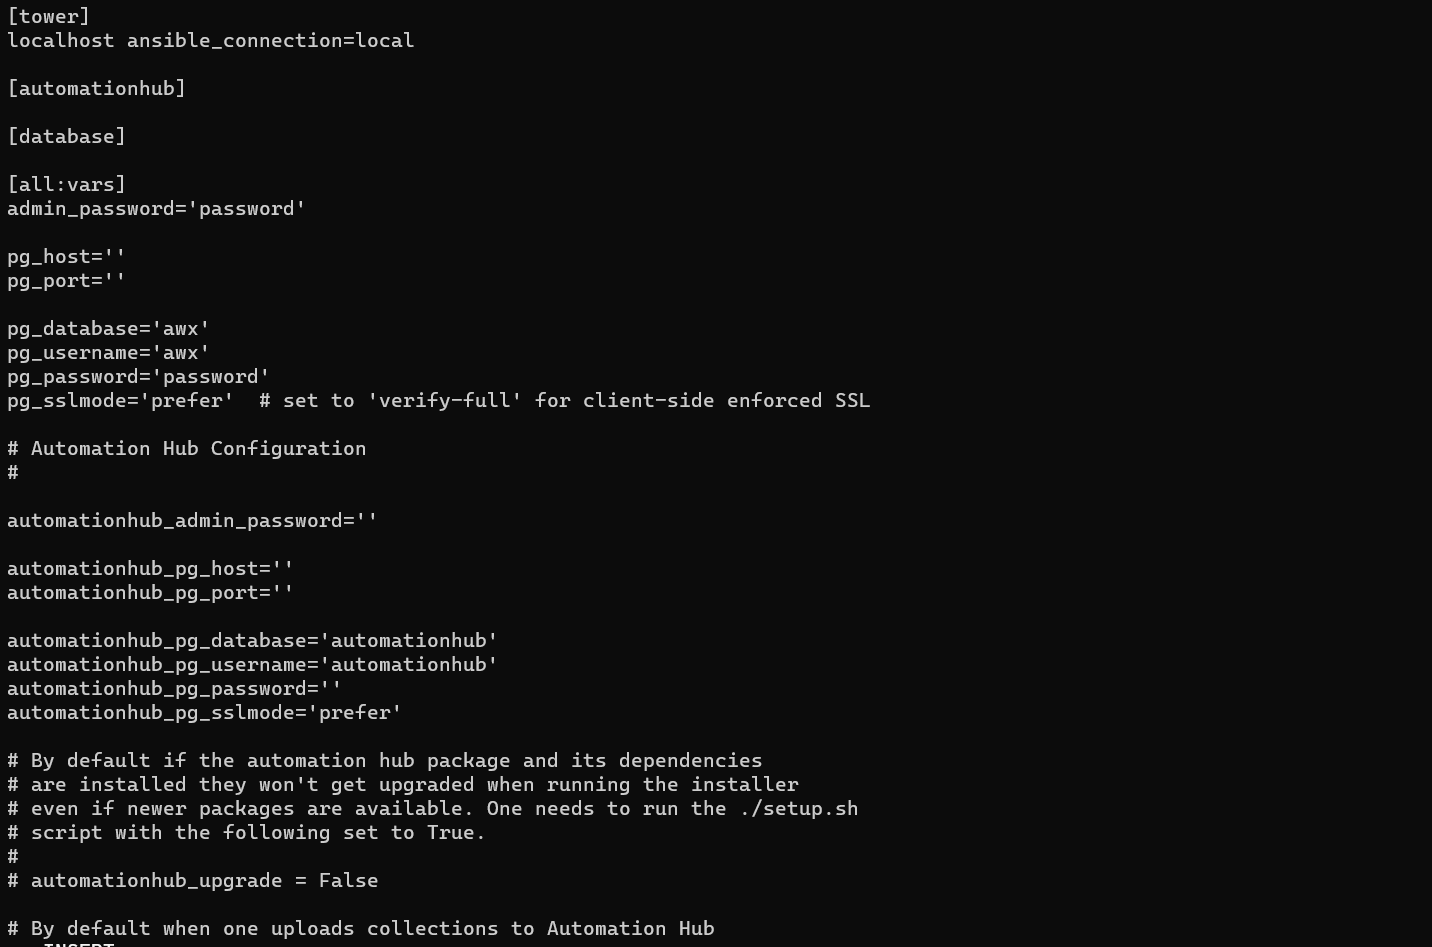 [tower]
localhost ansible_connection=local
[automationhub]
[database]
[all:vars]
admin_password='password'
pg_host=''
pg_port=''
pg_database='awx'
pg_username='awx'
pg_password='password'
pg_sslmode='prefer'  # set to 'verify-full' for client-side enforced SSL
# Automation Hub Configuration
#
automationhub_admin_password=''
automationhub_pg_host=''
automationhub_pg_port=''
automationhub_pg_database='automationhub'
automationhub_pg_username='automationhub'
automationhub_pg_password=''
automationhub_pg_sslmode='prefer'
# By default if the automation hub package and its dependencies
# are installed they won't get upgraded when running the installer
# even if newer packages are available. One needs to run the ./setup.sh
# script with the following set to True.
#
# automationhub_upgrade = False
# By default when one uploads collections to Automation Hub